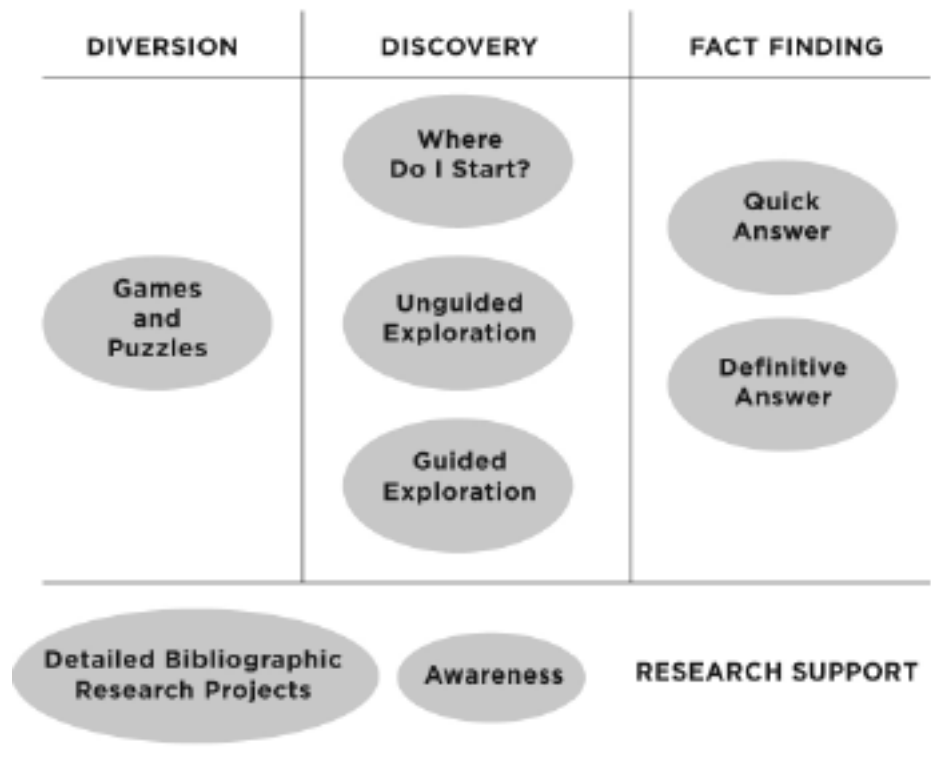 DIVERSION
DISCOVERY
FACT FINDING
Where
Do I Start?
Quick
Answer
Games
and
Puzzles
Unguided
Exploration
Definitive
Answer
Guided
Exploration
Detailed Bibliographic
Research Projects
Awareness
RESEARCH SUPPORT